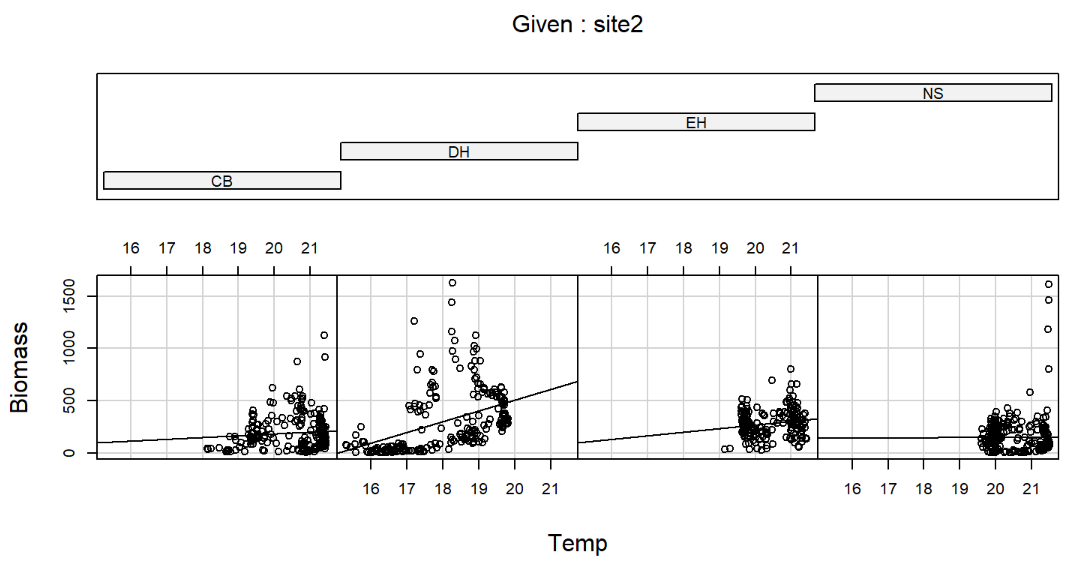 Given : site2
NS
EH
DH
CB
16 17 18 19 20 21 16 17 18 19 20 21
Biomass
1500
1000
500
0
16 17 18 19 20 21 16 17 18 19 20 21
Temp